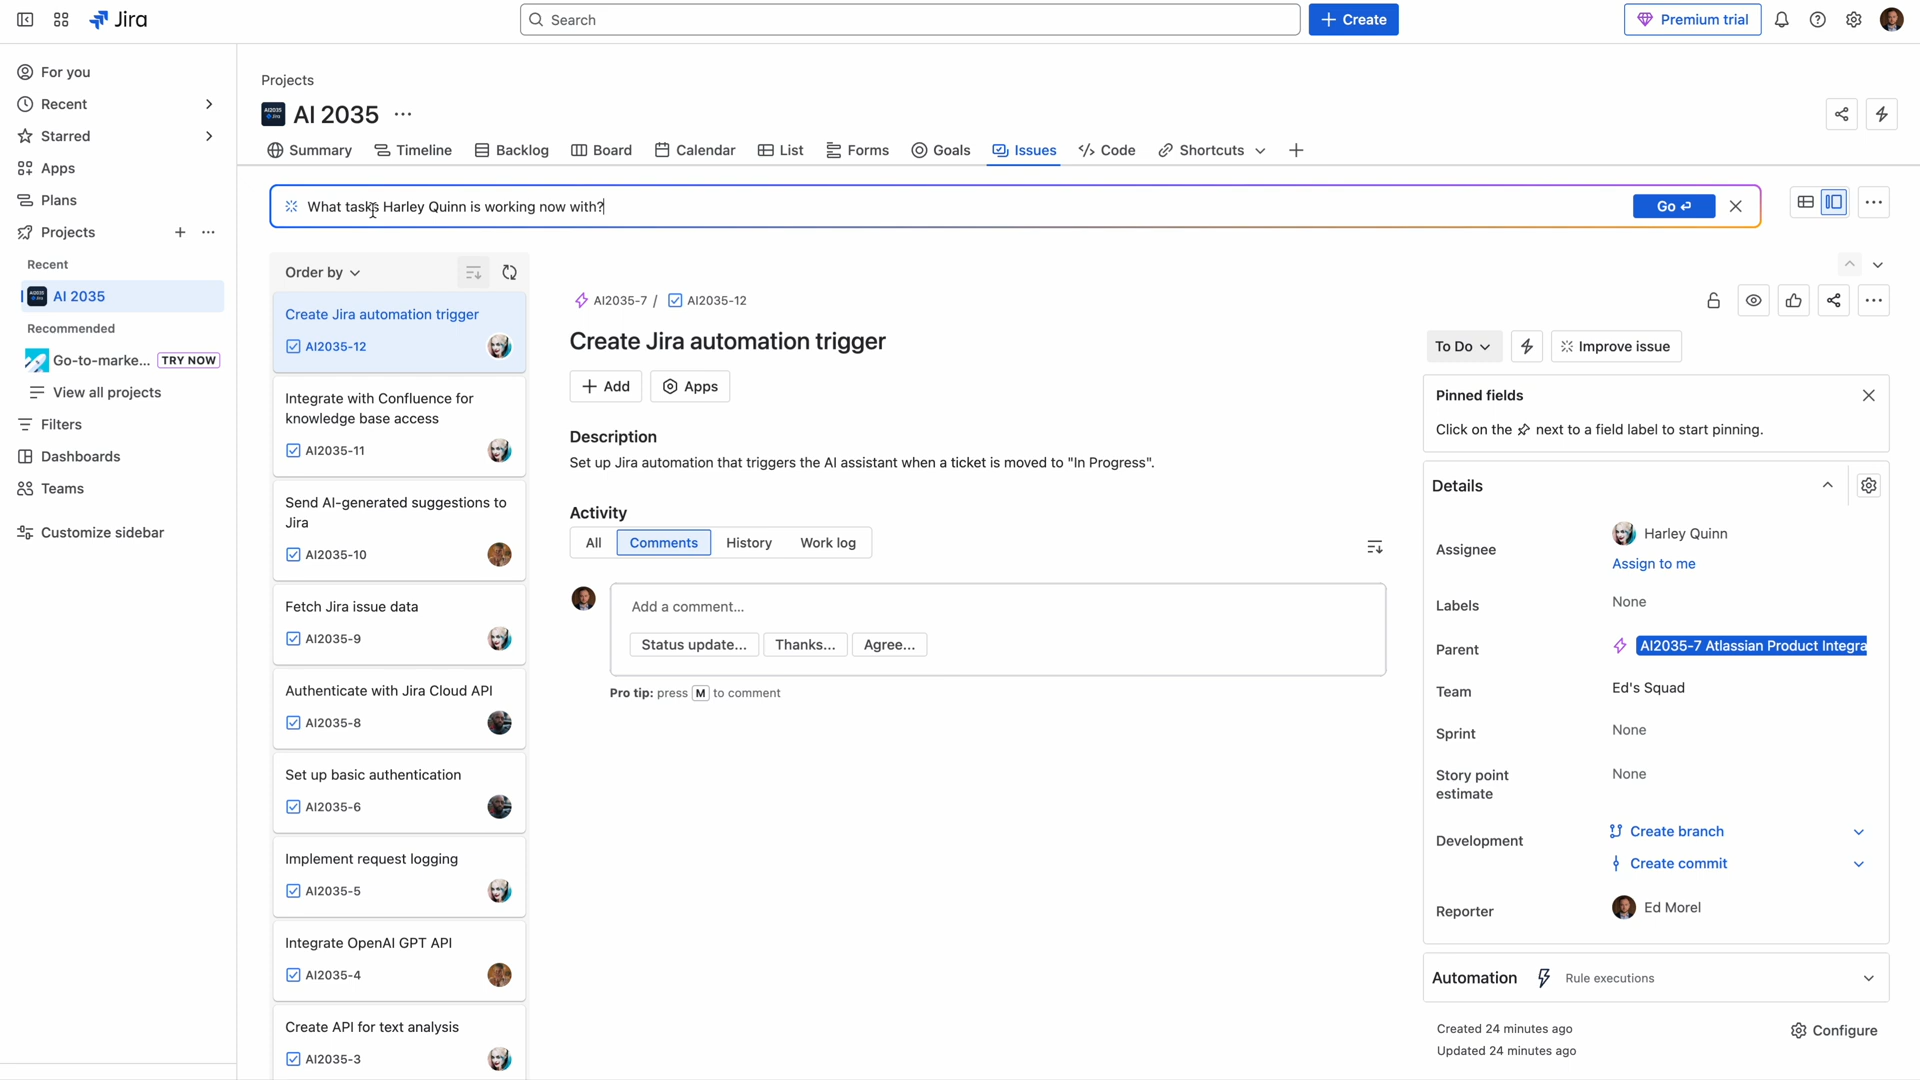 Jira
Search
Create
Premium trial
For you
Recent
Starred
Apps
Plans
Projects
Recent
AI 2035
Recommended
Go-to-marke...
TRY NOW
View all projects
Filters
Dashboards
Teams
Customize sidebar
Projects
AI 2035
Summary
Timeline
Backlog
Board
Calendar
List
Forms
Goals
Issues
Code
Shortcuts
What tasks Harley Quinn is working now with?
Go
Order by
Create Jira automation trigger
AI2035-12
Integrate with Confluence for
knowledge base access
AI2035-11
Send AI-generated suggestions to
Jira
AI2035-10
Fetch Jira issue data
AI2035-9
Authenticate with Jira Cloud API
AI2035-8
Set up basic authentication
AI2035-6
Implement request logging
AI2035-5
Integrate OpenAI GPT API
AI2035-4
Create API for text analysis
AI2035-3
AI2035-7 / AI2035-12
Create Jira automation trigger
Add
Apps
Description
Set up Jira automation that triggers the AI assistant when a ticket is moved to "In Progress".
Activity
All
Comments
History
Work log
Add a comment...
Status update...
Thanks...
Agree...
Pro tip: press M to comment
To Do
Improve issue
Pinned fields
Click on the next to a field label to start pinning.
Details
Assignee
Harley Quinn
Assign to me
Labels
None
Parent
AI2035-7 Atlassian Product Integra
Team
Ed's Squad
Sprint
None
Story point
estimate
None
Development
Create branch
Create commit
Reporter
Ed Morel
Automation
Rule executions
Created 24 minutes ago
Updated 24 minutes ago
Configure